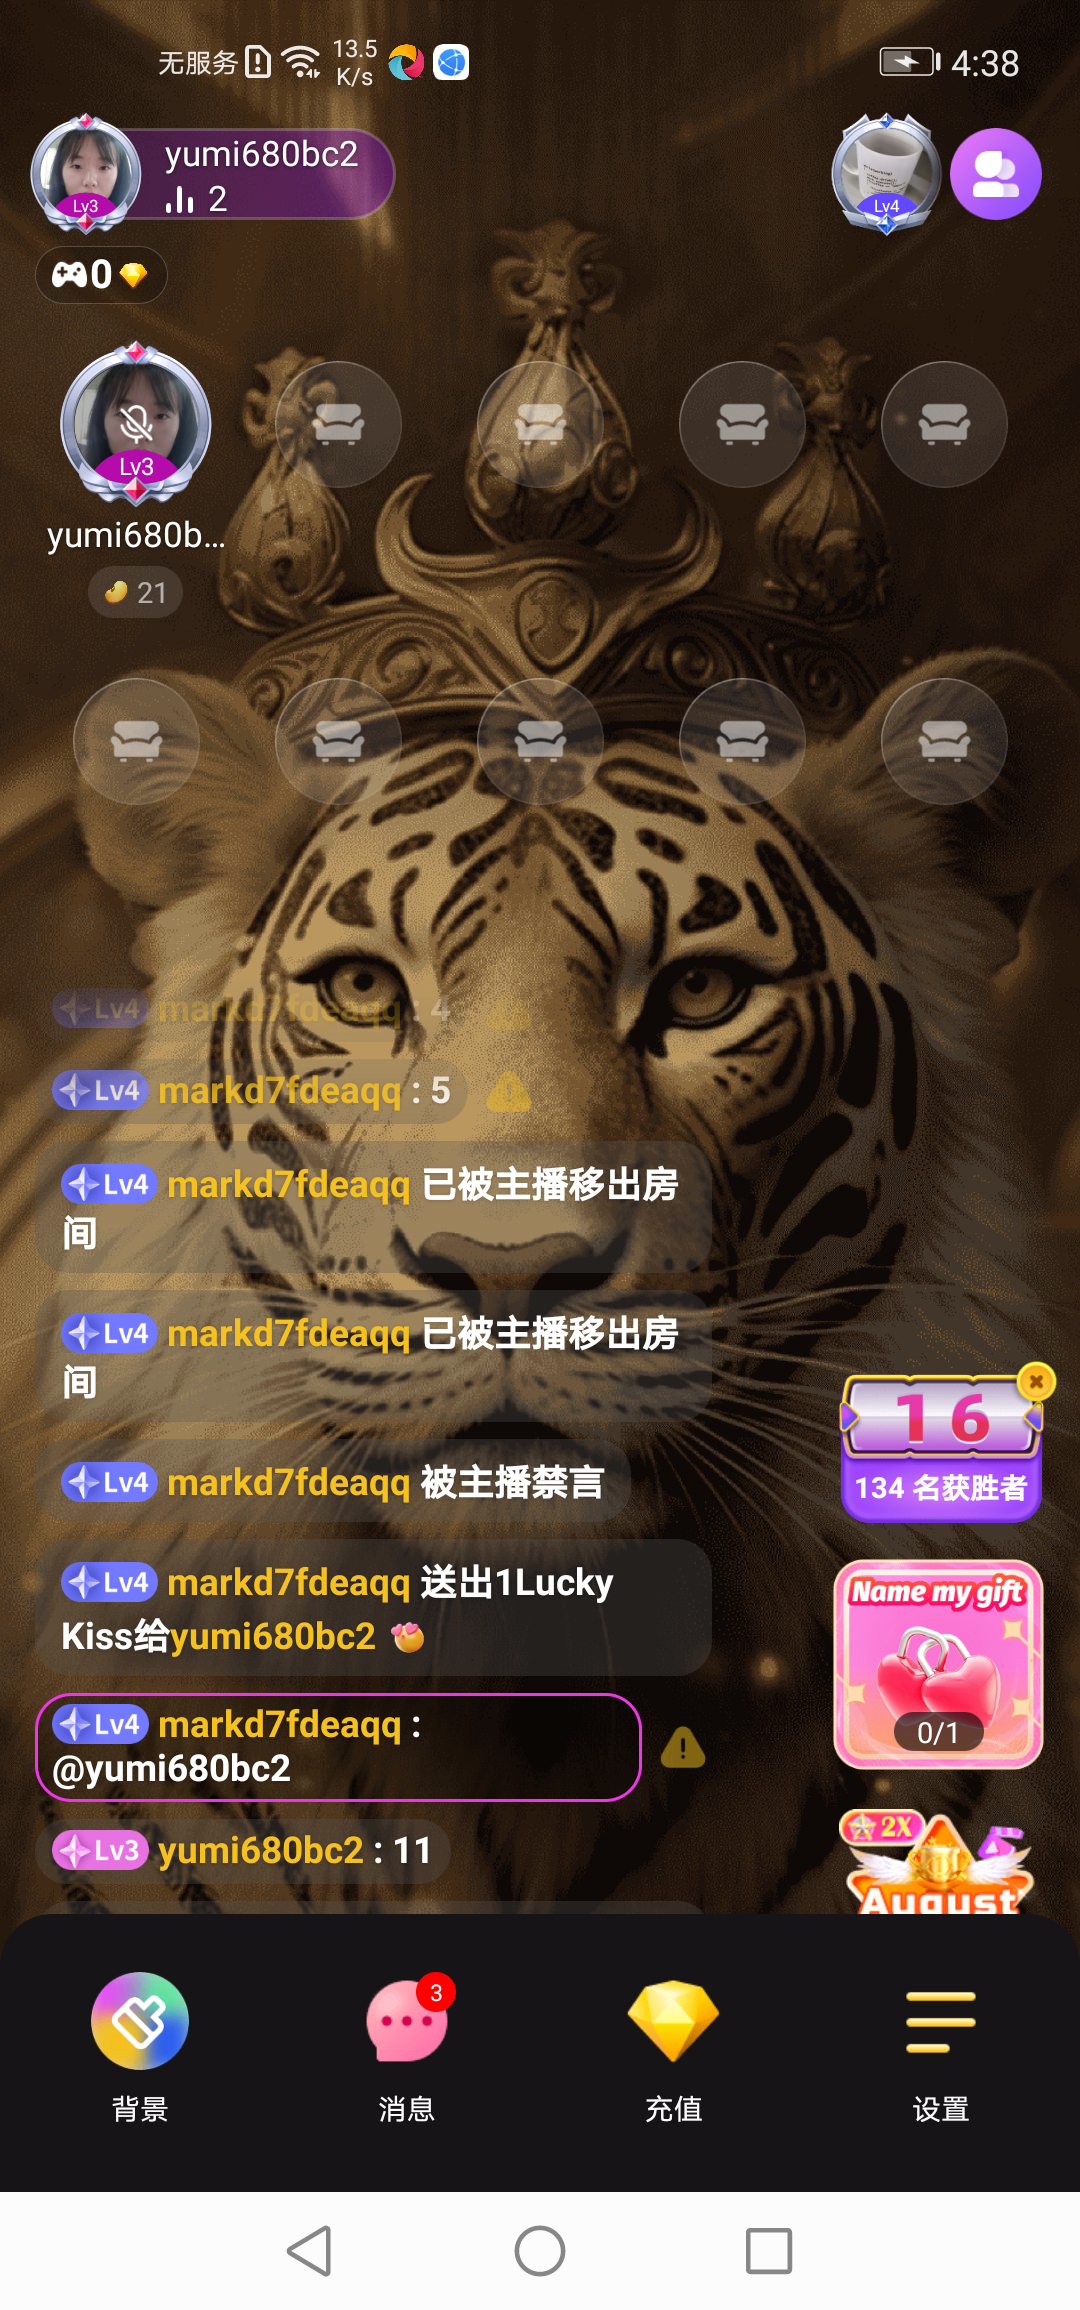 无服务 13.5 K/s 4:38
yumi680bc2
2
Lv3 Lv4
0
Lv3
yumi680b...
21
Lv4 markd7fdeaqq : 4
Lv4 markd7fdeaqq : 5
Lv4 markd7fdeaqq 已被主播移出房
间
Lv4 markd7fdeaqq 已被主播移出房
间
16
Lv4 markd7fdeaqq 被主播禁言
134 名获胜者
Lv4 markd7fdeaqq 送出1Lucky
Kiss给yumi680bc2
Name my gift
0/1
Lv4 markd7fdeaqq :
@yumi680bc2
Lv3 yumi680bc2 : 11
2X
August
3
背景 消息 充值 设置